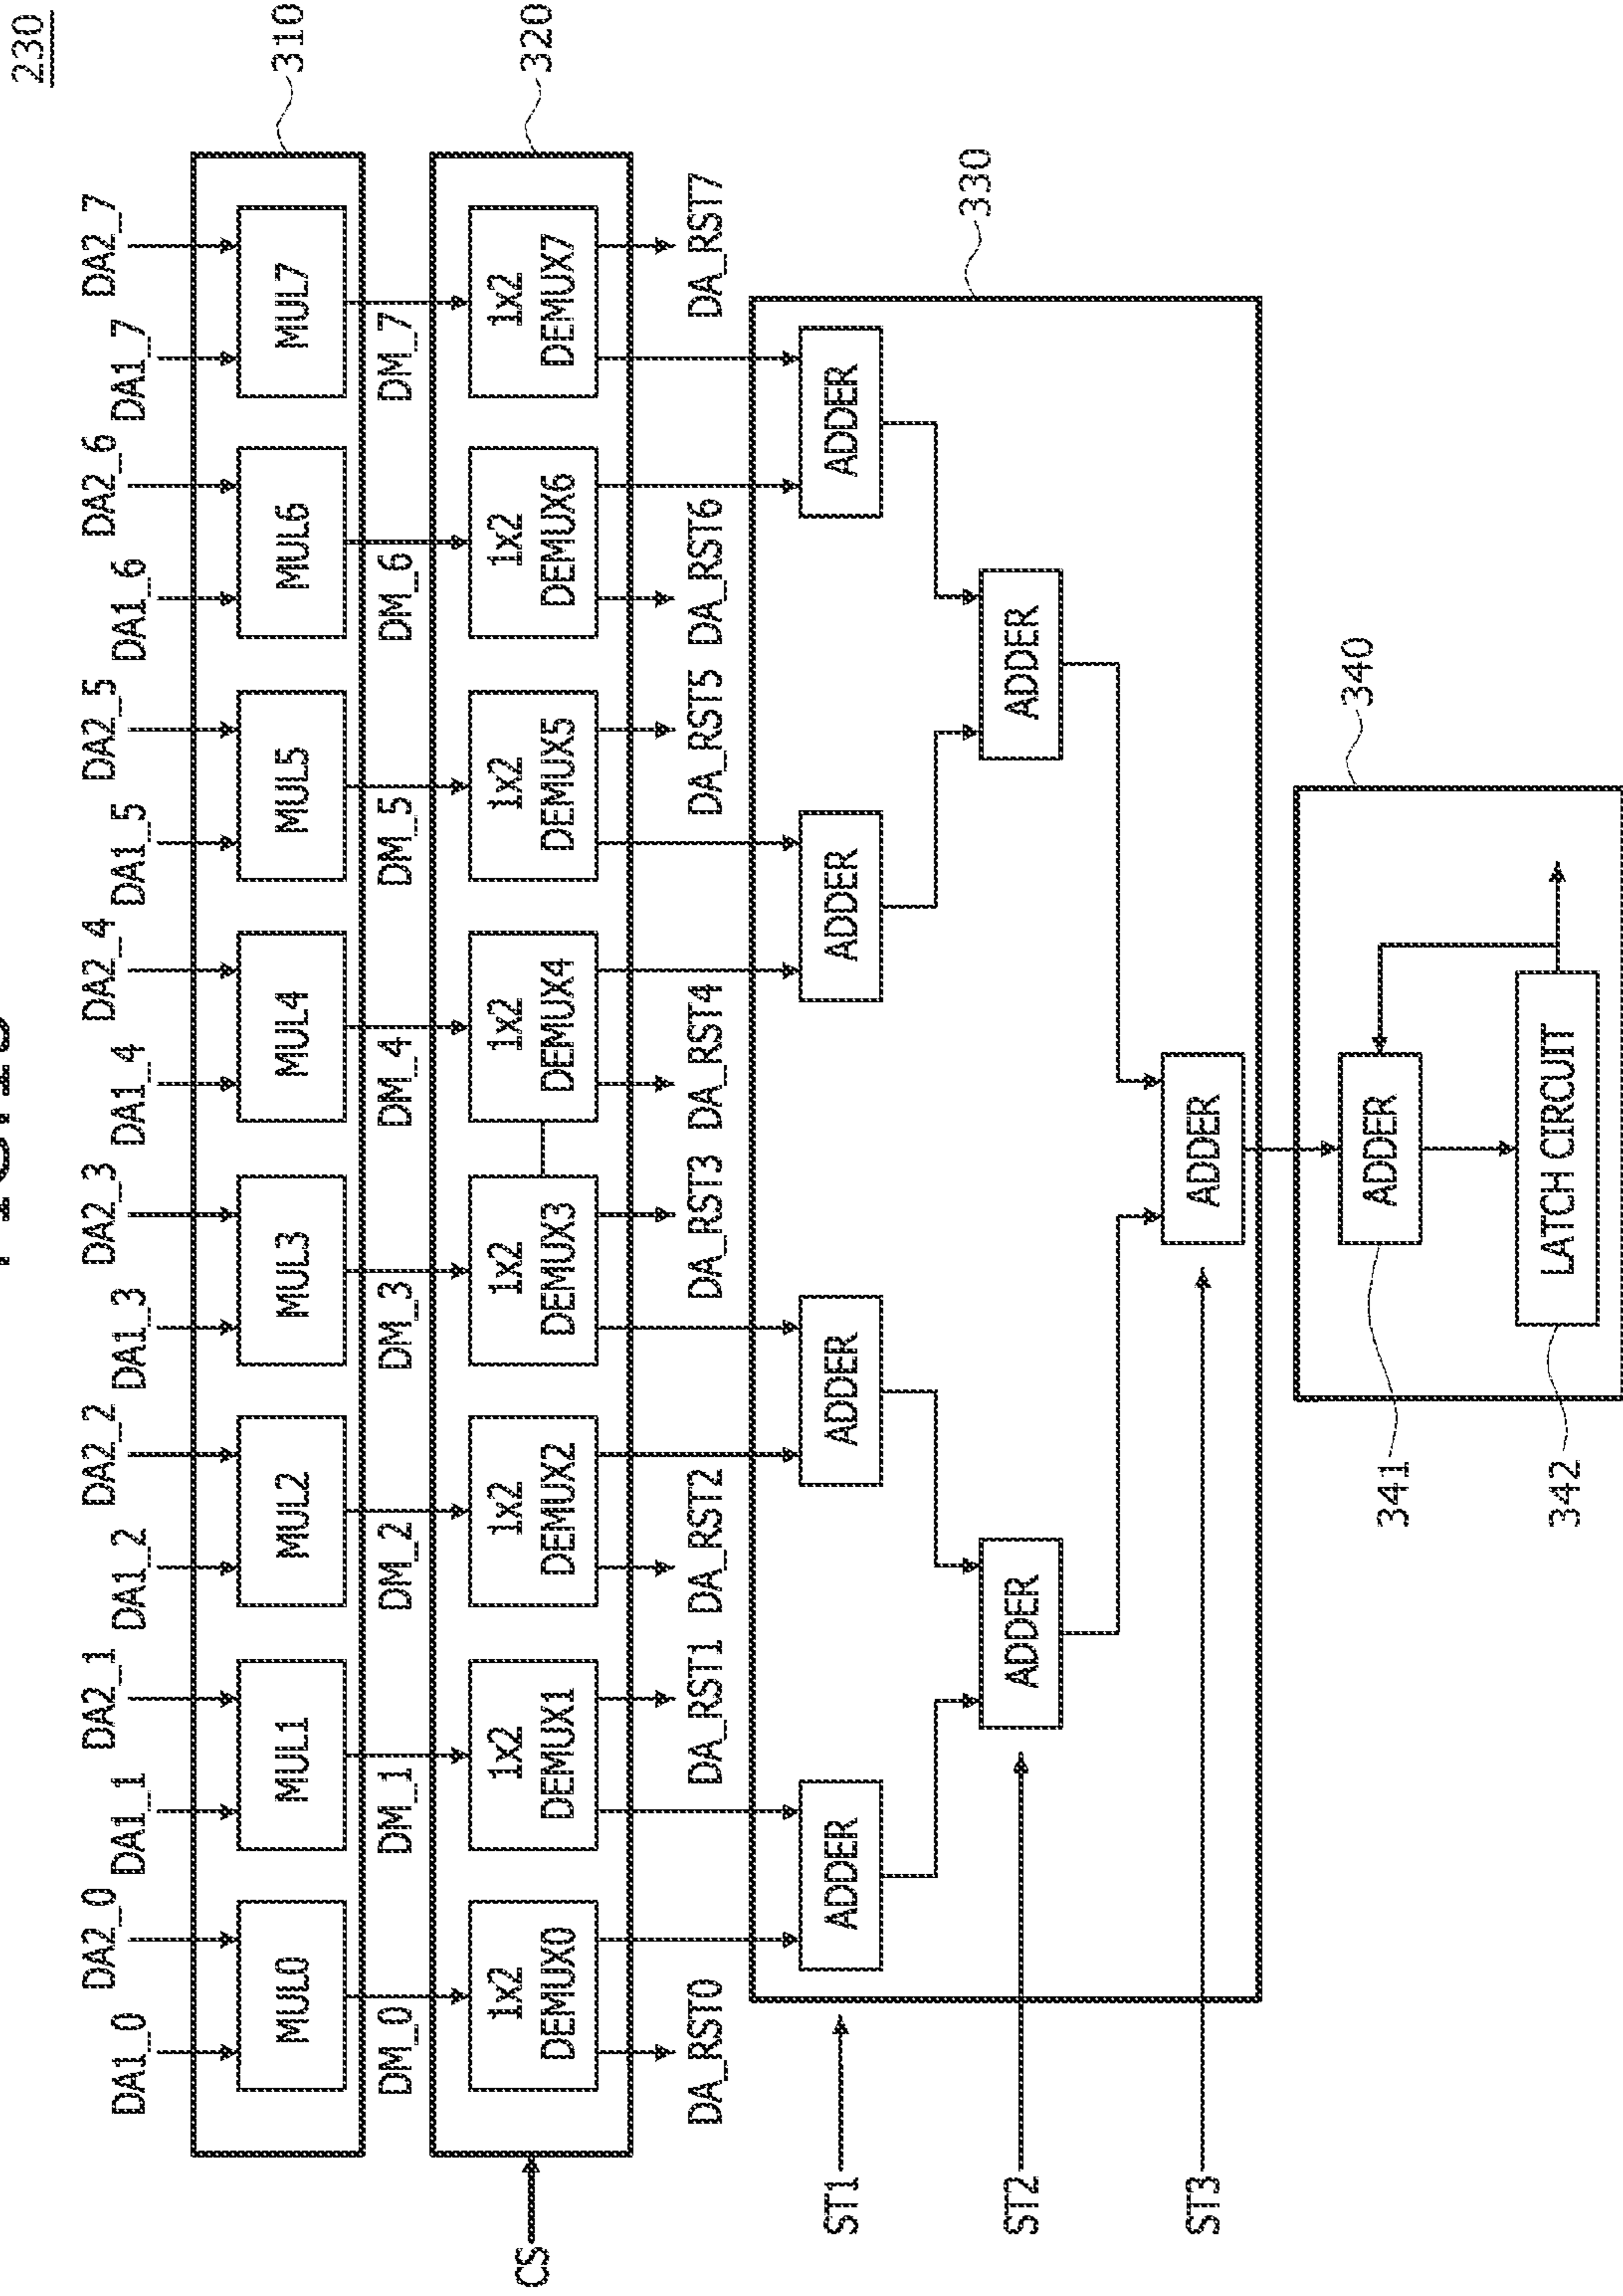 230
DA1_0 DA2_0 DA1_1 DA2_1 DA1_2 DA2_2 DA1_3 DA2_3 DA1_4 DA2_4 DA1_5 DA2_5 DA1_6 DA2_6 DA1_7 DA2_7
MUL0 MUL1 MUL2 MUL3 MUL4 MUL5 MUL6 MUL7 310
DM_0 DM_1 DM_2 DM_3 DM_4 DM_5 DM_6 DM_7
1x2 1x2 1x2 1x2 1x2 1x2 1x2 1x2
CS DEMUX0 DEMUX1 DEMUX2 DEMUX3 DEMUX4 DEMUX5 DEMUX6 DEMUX7 320
DA_RST0 DA_RST1 DA_RST2 DA_RST3 DA_RST4 DA_RST5 DA_RST6 DA_RST7
ST1 ADDER ADDER ADDER ADDER
330
ST2 ADDER ADDER
ST3 ADDER
340
341 ADDER
342 LATCH CIRCUIT